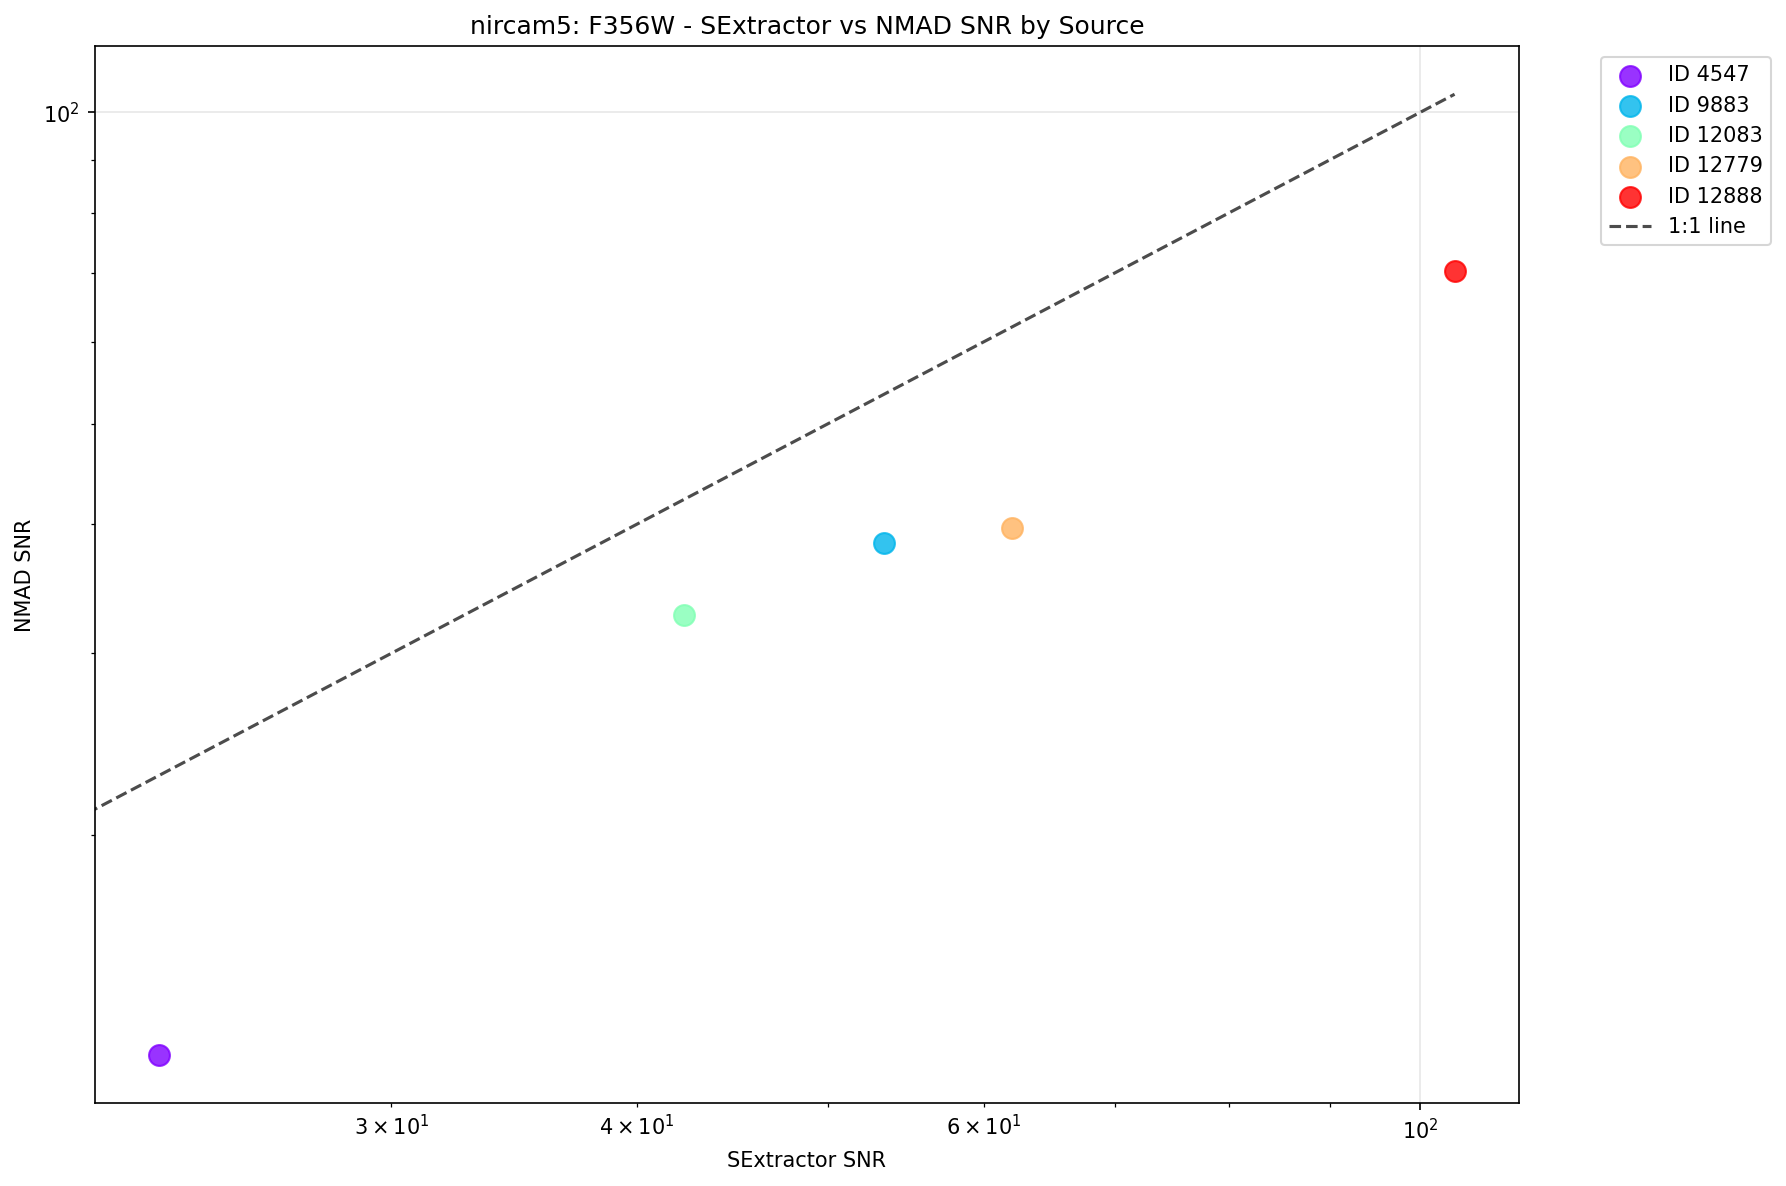 nircam5: F356W - SExtractor vs NMAD SNR by Source
10²
NMAD SNR
3 × 10¹
4 × 10¹
6 × 10¹
10²
SExtractor SNR
ID 4547
ID 9883
ID 12083
ID 12779
ID 12888
1:1 line